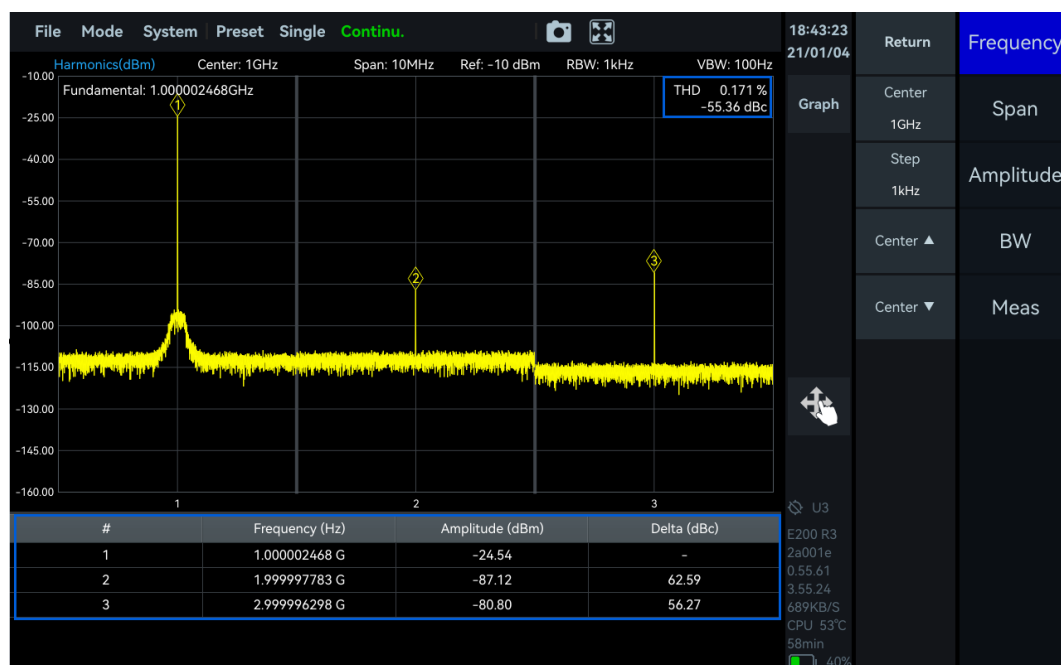 File Mode System Preset Single Continu.
18:43:23
21/01/04
Return
Frequency
Harmonics(dBm) Center: 1GHz Span: 10MHz Ref: -10 dBm RBW: 1kHz VBW: 100Hz
-10.00
Fundamental: 1.000002468GHz
THD 0.171 %
-55.36 dBc
1
Graph
Center
1GHz
Span
-25.00
-40.00
Step
1kHz
Amplitude
-55.00
-70.00
Center ▲
BW
3
2
-85.00
-100.00
Center ▼
Meas
-115.00
-130.00
-145.00
-160.00
1 2 3
U3
# Frequency (Hz) Amplitude (dBm) Delta (dBc)
1 1.000002468 G -24.54 -
2 1.999997783 G -87.12 62.59
3 2.999996298 G -80.80 56.27
E200 R3
2a001e
0.55.61
3.55.24
689KB/S
CPU 53°C
58min
40%